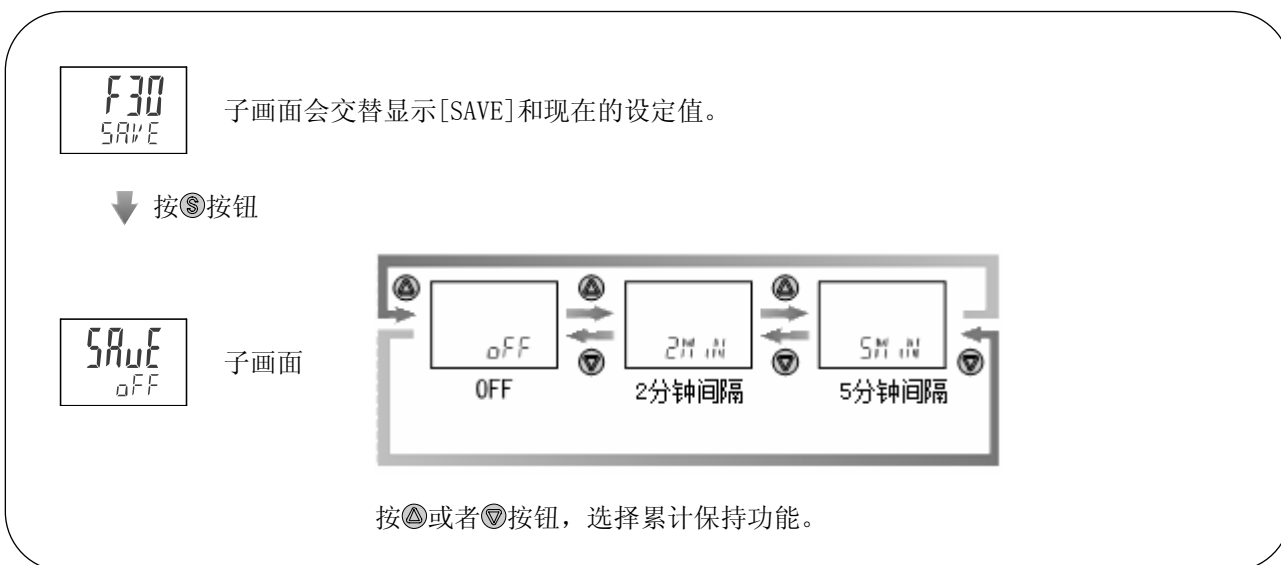 F30
SAVE
子画面会交替显示[SAVE]和现在的设定值。
按Ⓢ按钮
SAvE
oFF
子画面
oFF
2MiN
5MiN
OFF
2分钟间隔
5分钟间隔
按△或者▽按钮，选择累计保持功能。